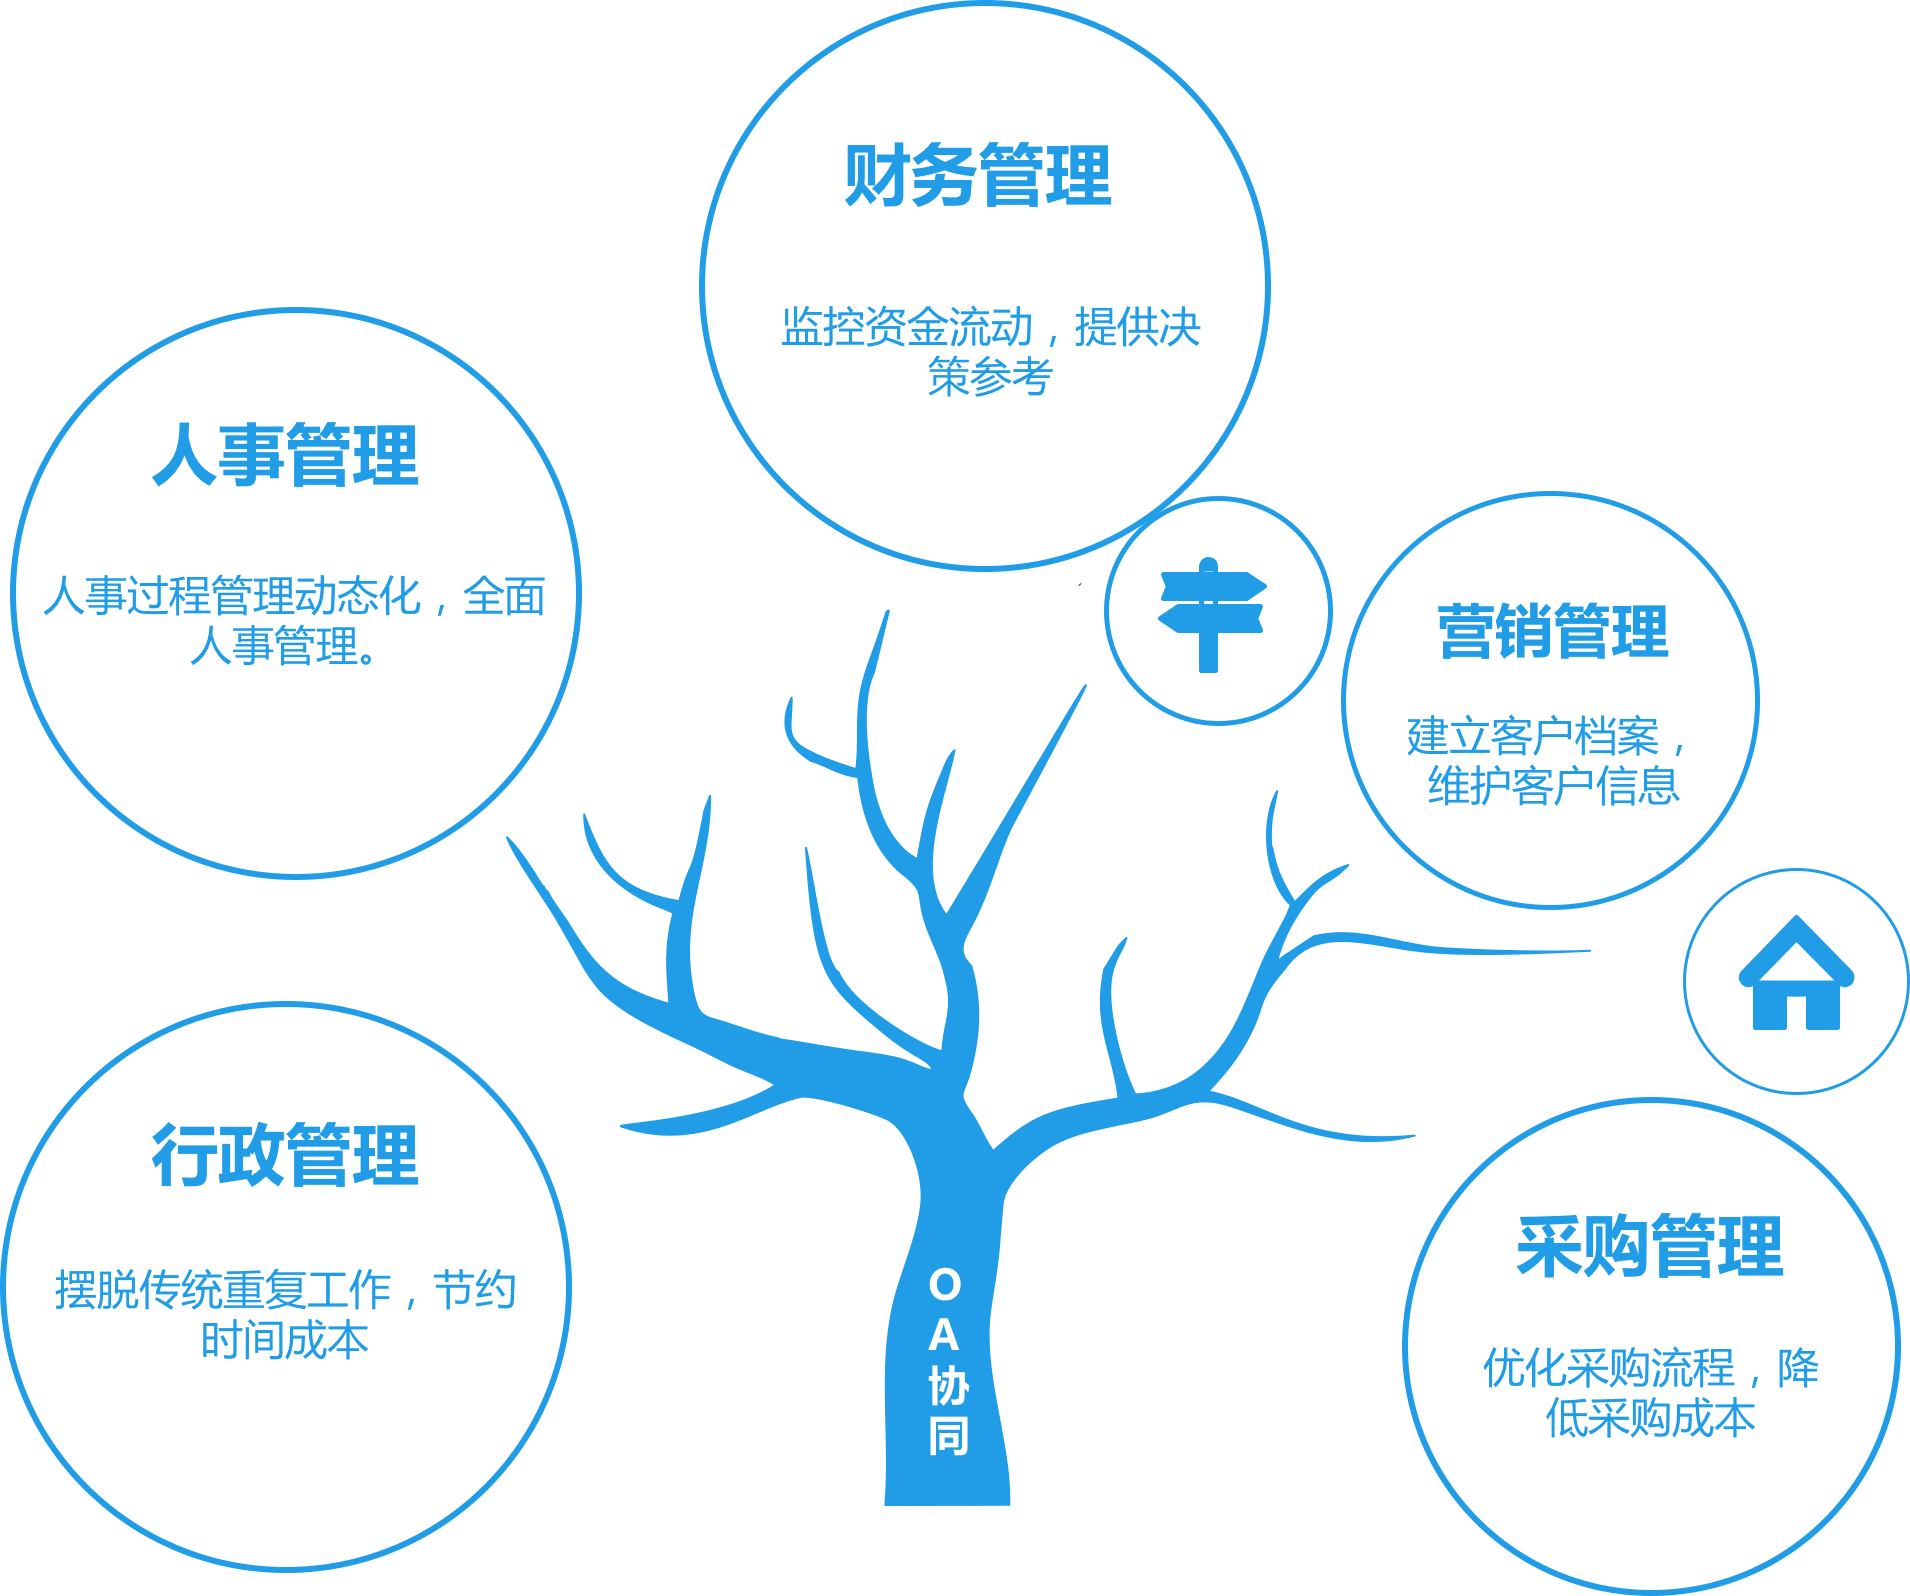 财务管理
监控资金流动，提供决
策参考
人事管理
人事过程管理动态化，全面
人事管理。
营销管理
建立客户档案，
维护客户信息
行政管理
摆脱传统重复工作，节约
时间成本
采购管理
优化采购流程，降
低采购成本
O
A
协
同